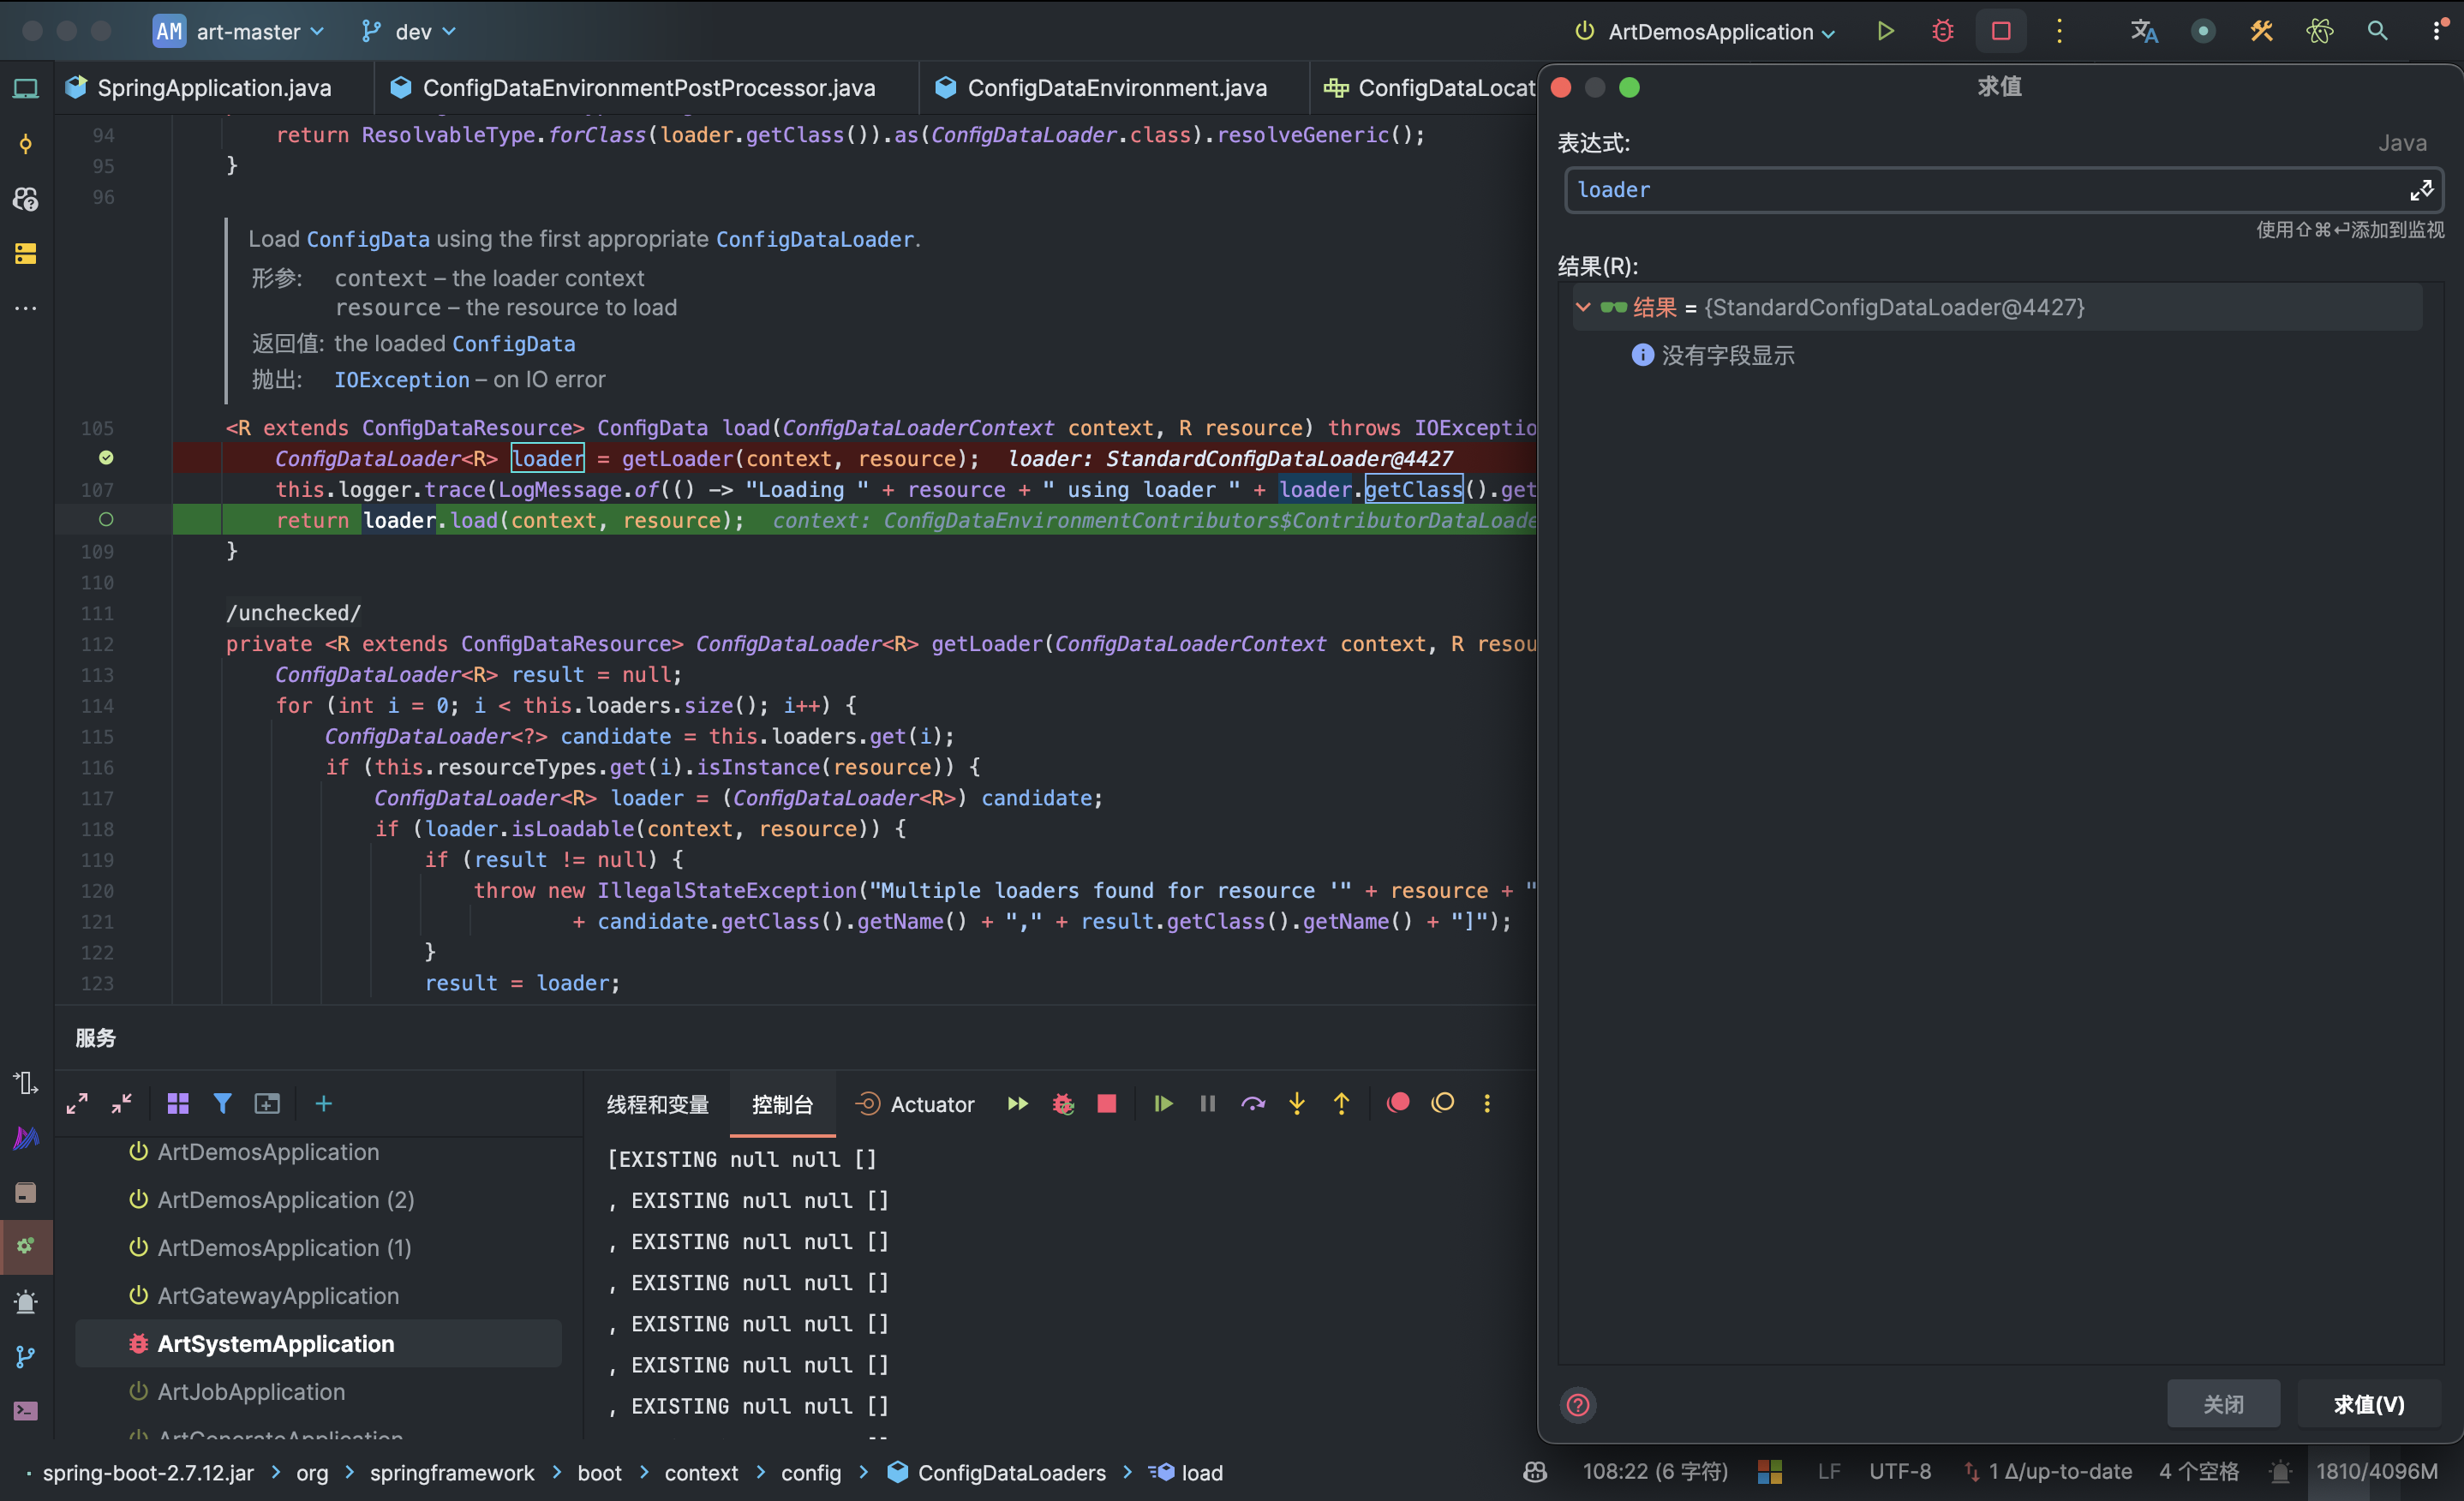 AM art-master dev ArtDemosApplication
SpringApplication.java ConfigDataEnvironmentPostProcessor.java ConfigDataEnvironment.java ConfigDataLocat
94 return ResolvableType.forClass(loader.getClass()).as(ConfigDataLoader.class).resolveGeneric();
95 }
96
Load ConfigData using the first appropriate ConfigDataLoader.
形参: context – the loader context
resource – the resource to load
返回值: the loaded ConfigData
抛出: IOException – on IO error
105 <R extends ConfigDataResource> ConfigData load(ConfigDataLoaderContext context, R resource) throws IOExceptio
ConfigDataLoader<R> loader = getLoader(context, resource); loader: StandardConfigDataLoader@4427
107 this.logger.trace(LogMessage.of(() -> "Loading " + resource + " using loader " + loader.getClass().get
return loader.load(context, resource); context: ConfigDataEnvironmentContributors$ContributorDataLoade
109 }
110
111 /unchecked/
112 private <R extends ConfigDataResource> ConfigDataLoader<R> getLoader(ConfigDataLoaderContext context, R resou
113 ConfigDataLoader<R> result = null;
114 for (int i = 0; i < this.loaders.size(); i++) {
115 ConfigDataLoader<?> candidate = this.loaders.get(i);
116 if (this.resourceTypes.get(i).isInstance(resource)) {
117 ConfigDataLoader<R> loader = (ConfigDataLoader<R>) candidate;
118 if (loader.isLoadable(context, resource)) {
119 if (result != null) {
120 throw new IllegalStateException("Multiple loaders found for resource '" + resource + "
121 + candidate.getClass().getName() + "," + result.getClass().getName() + "]");
122 }
123 result = loader;
求值
表达式: Java
loader
使用⇧⌘⏎添加到监视
结果(R):
结果 = {StandardConfigDataLoader@4427}
没有字段显示
关闭 求值(V)
服务
线程和变量 控制台 Actuator
ArtDemosApplication
ArtDemosApplication (2)
ArtDemosApplication (1)
ArtGatewayApplication
ArtSystemApplication
ArtJobApplication
ArtGenerateApplication
[EXISTING null null []
, EXISTING null null []
, EXISTING null null []
, EXISTING null null []
, EXISTING null null []
, EXISTING null null []
, EXISTING null null []
spring-boot-2.7.12.jar > org > springframework > boot > context > config > ConfigDataLoaders > load
108:22 (6 字符) LF UTF-8 1 Δ/up-to-date 4 个空格 1810/4096M